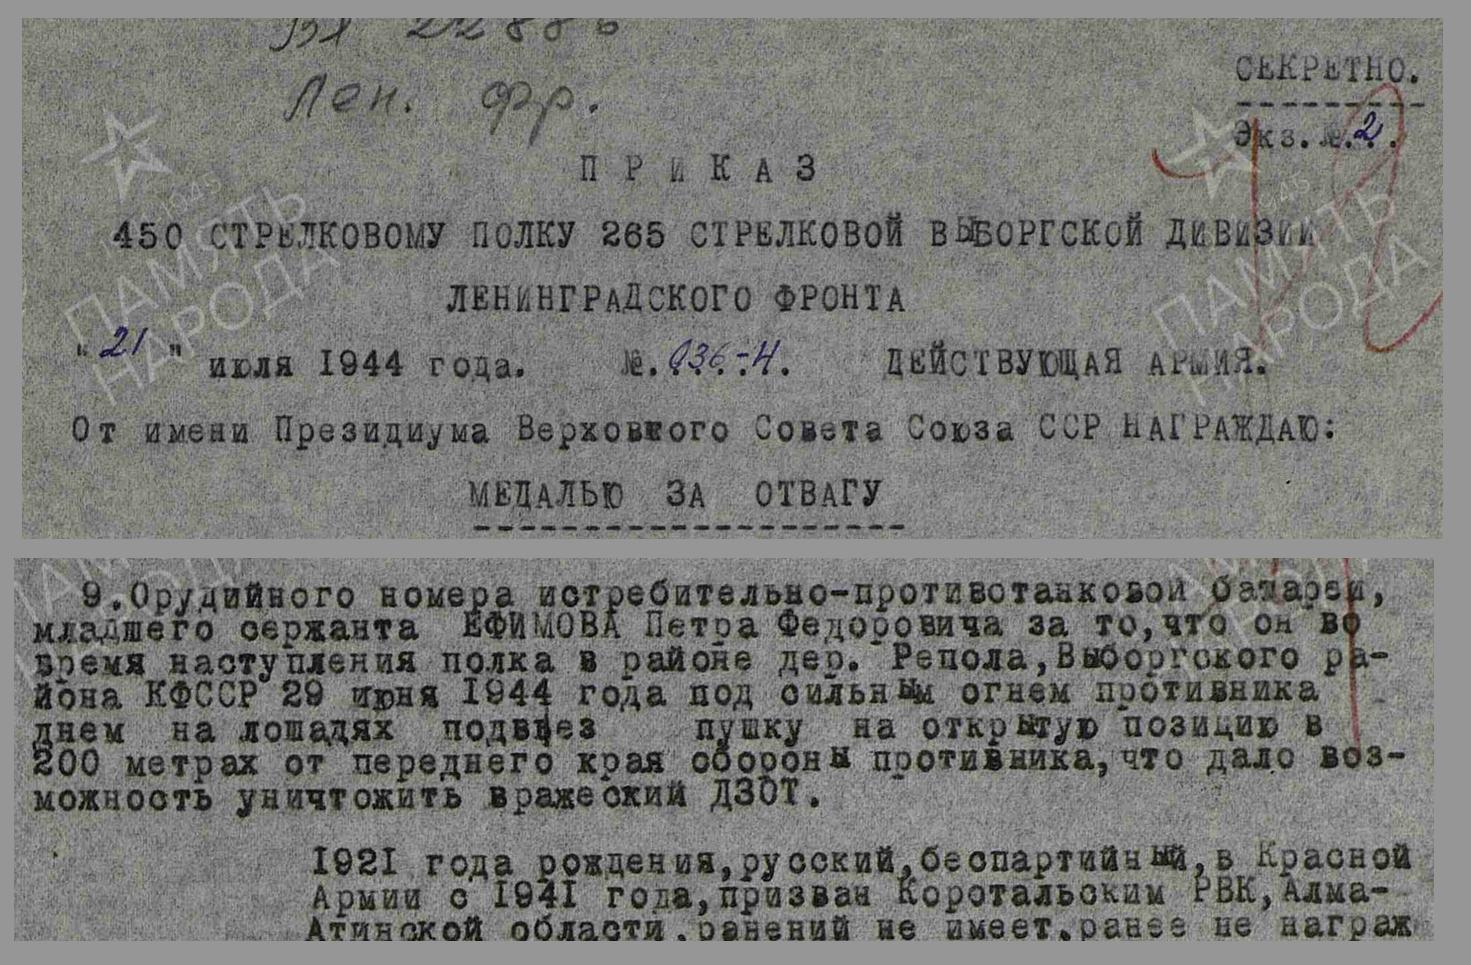 Вх 22886
Лен. фр.
СЕКРЕТНО.
Экз.№.2.
П Р И К А З
450 СТРЕЛКОВОМУ ПОЛКУ 265 СТРЕЛКОВОЙ ВЫБОРГСКОЙ ДИВИЗИИ
ЛЕНИНГРАДСКОГО ФРОНТА
"21" июля 1944 года. №.036-Н. ДЕЙСТВУЮЩАЯ АРМИЯ.
От имени Президиума Верховного Совета Союза ССР НАГРАЖДАЮ:
МЕДАЛЬЮ ЗА ОТВАГУ
1945
ПАМЯТЬ
НАРОДА
ПАМЯТЬ
НАРОДА
9.Орудийного номера истребительно-противотанковой батареи,
младшего сержанта ЕФИМОВА Петра Федоровича за то,что он во
время наступления полка в районе дер. Репола,Выборгского ра-
йона КФССР 29 июня 1944 года под сильным огнем противника
днем на лошадях подвез пушку на открытую позицию в
200 метрах от переднего края обороны противника,что дало воз-
можность уничтожить вражеский ДЗОТ.
1921 года рождения,русский,беспартийный,в Красной
Армии с 1941 года,призван Коротальским РВК,Алма-
Атинской области,ранений не имеет,ранее не награж